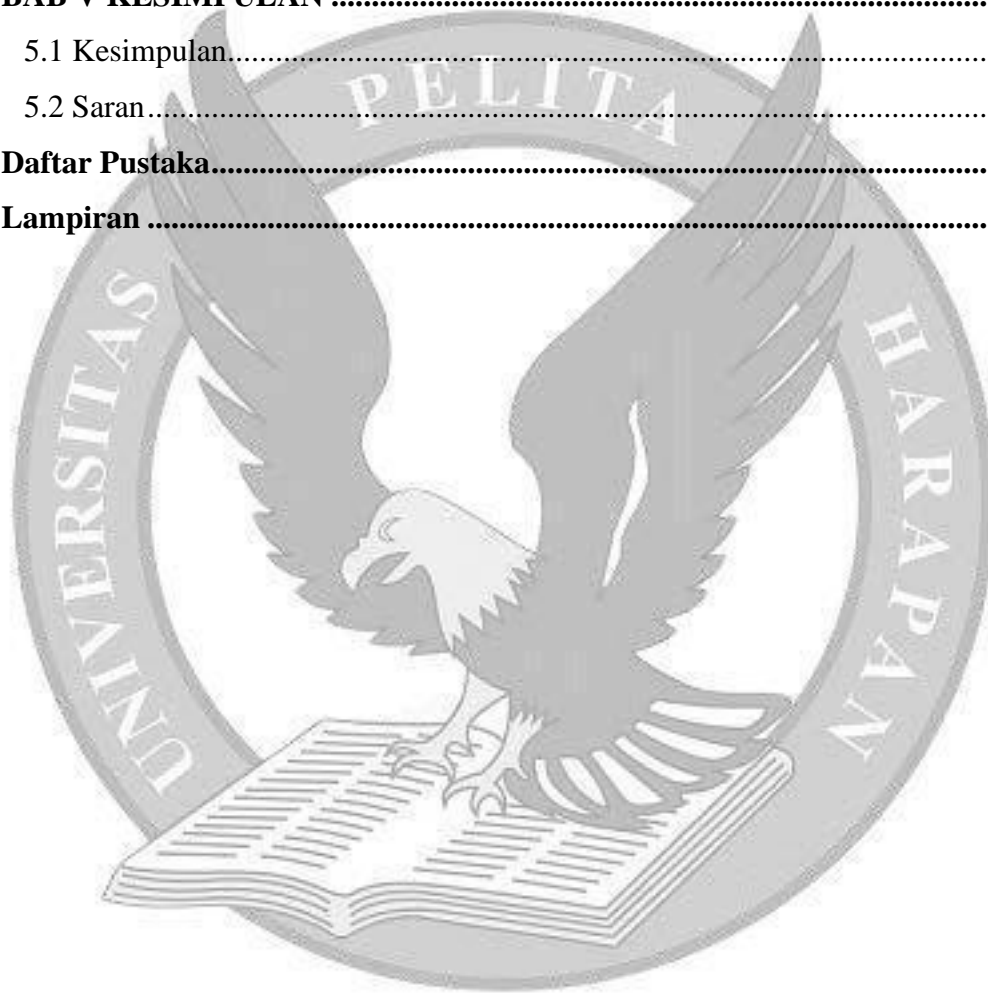 BAB V KESIMPULAN ................................................................................
5.1 Kesimpulan..............................................................................................
5.2 Saran........................................................................................................
Daftar Pustaka................................................................................................
Lampiran ........................................................................................................
UNIVERSITAS PELITA HARAPAN